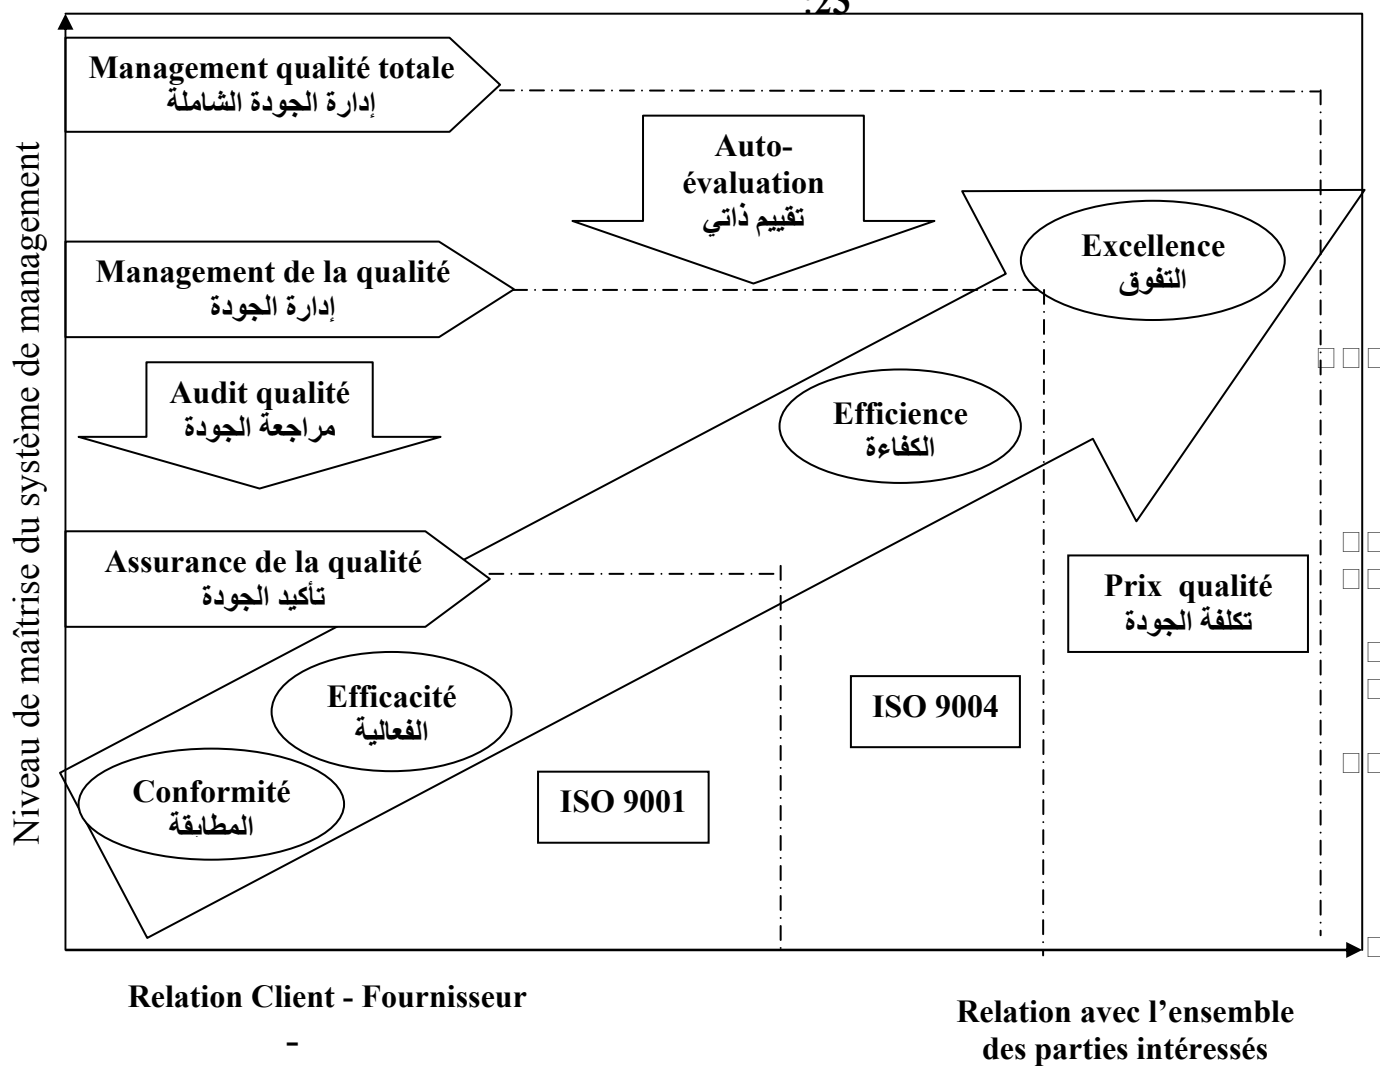 :25
Management qualité totale
إدارة الجودة الشاملة
Auto-
évaluation
تقييم ذاتي
Excellence
التفوق
Management de la qualité
إدارة الجودة
Audit qualité
مراجعة الجودة
Efficience
الكفاءة
Assurance de la qualité
تأكيد الجودة
Prix qualité
تكلفة الجودة
Efficacité
الفعالية
ISO 9004
Conformité
المطابقة
ISO 9001
Niveau de maîtrise du système de management
Relation Client - Fournisseur
-
Relation avec l’ensemble
des parties intéressés